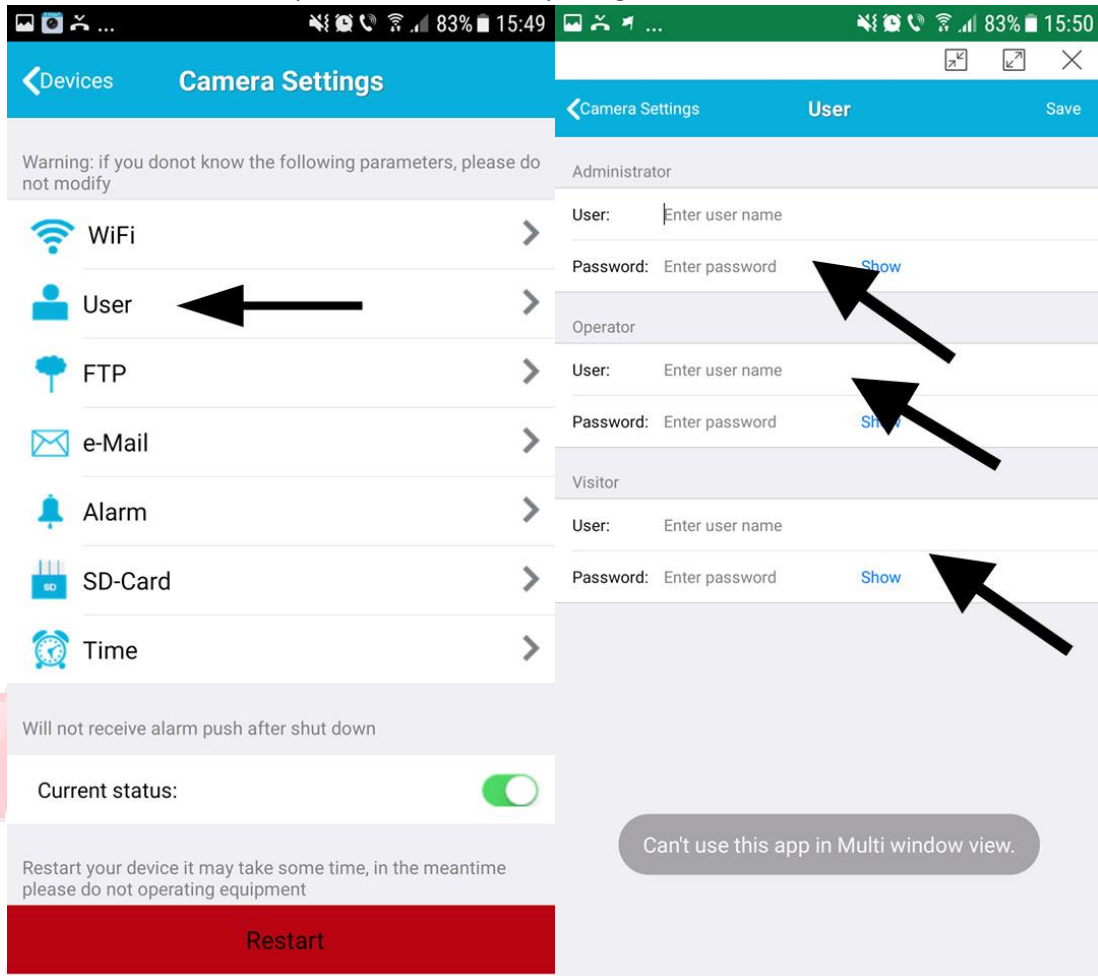 ... 83% 15:49
Devices Camera Settings
Warning: if you donot know the following parameters, please do
not modify
WiFi
User
FTP
e-Mail
Alarm
SD
SD-Card
Time
Will not receive alarm push after shut down
Current status:
Restart your device it may take some time, in the meantime
please do not operating equipment
Restart
... 83% 15:50
Camera Settings User Save
Administrator
User: Enter user name
Password: Enter password Show
Operator
User: Enter user name
Password: Enter password
Visitor
User: Enter user name
Password: Enter password Show
Can't use this app in Multi window view.